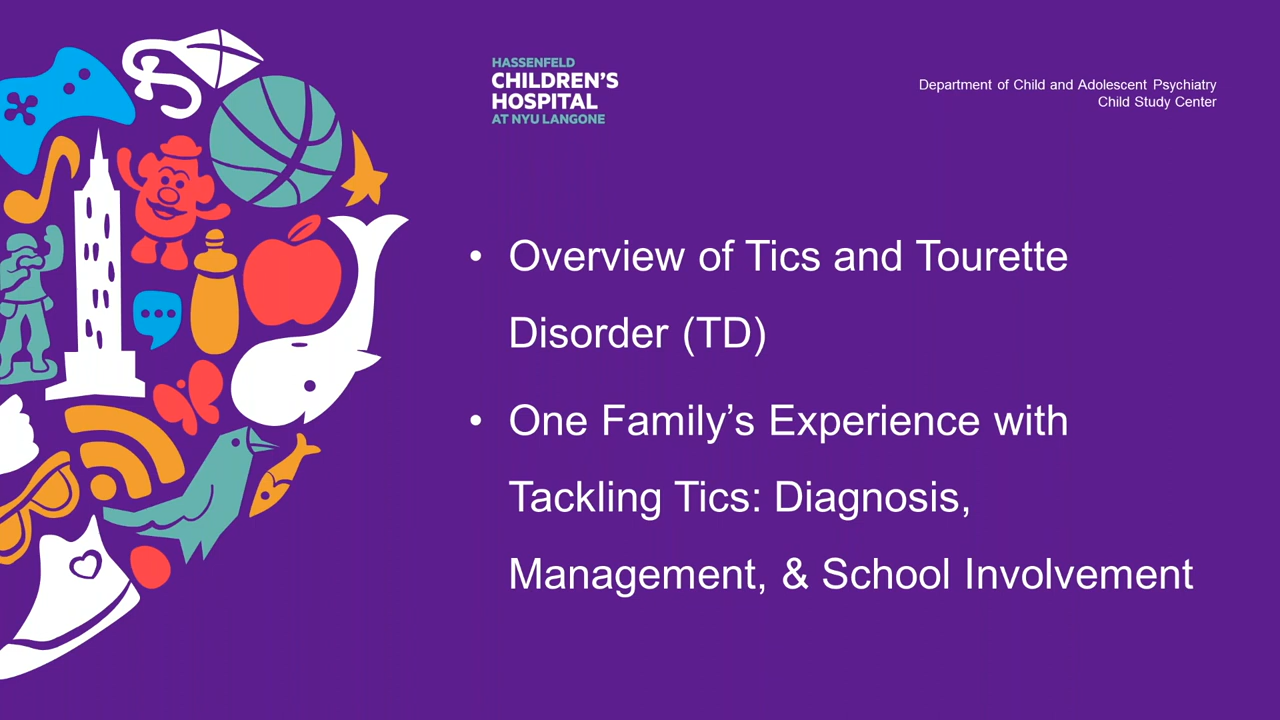 HASSENFELD
CHILDREN'S
HOSPITAL
AT NYU LANGONE
Department of Child and Adolescent Psychiatry
Child Study Center
• Overview of Tics and Tourette
Disorder (TD)
• One Family’s Experience with
Tackling Tics: Diagnosis,
Management, & School Involvement